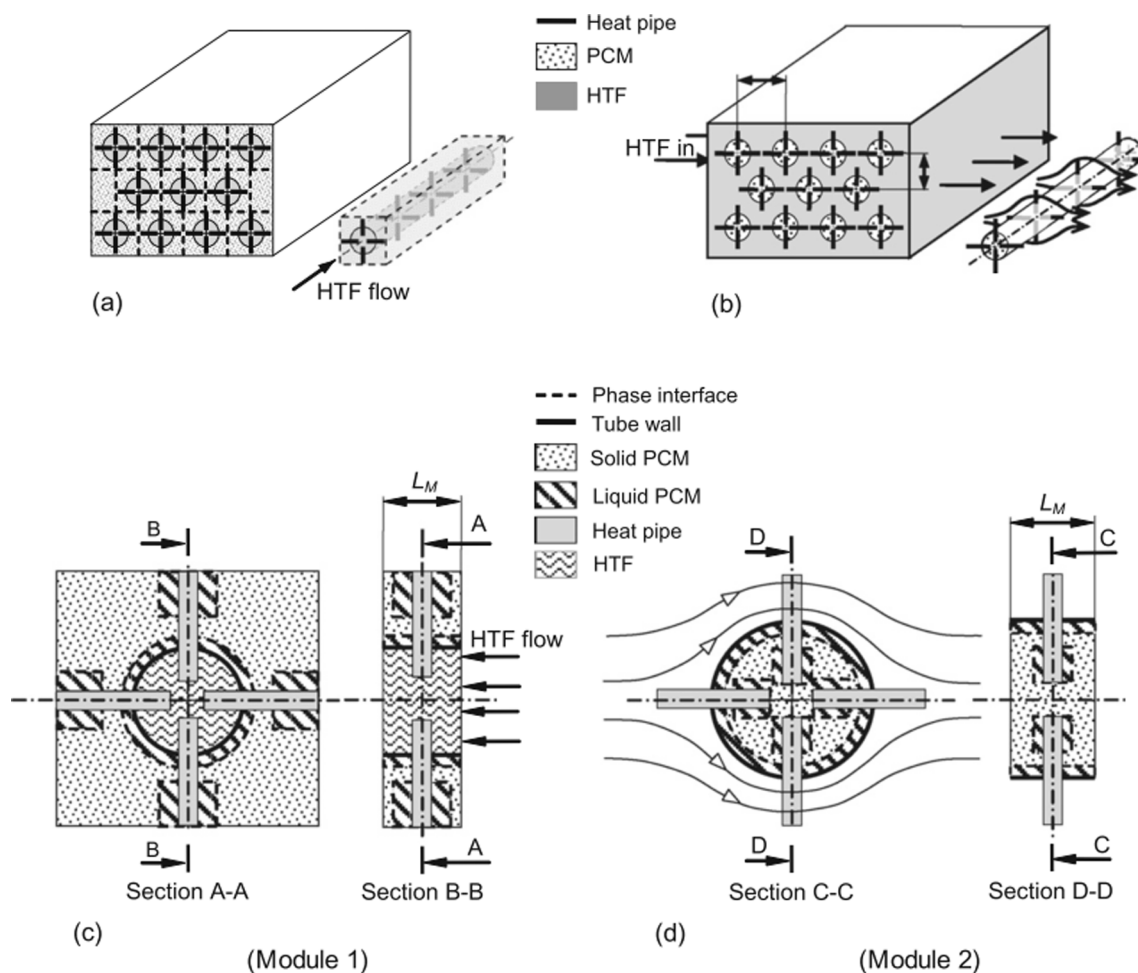 Heat pipe
PCM
HTF
HTF in
HTF flow
(a)
(b)
Phase interface
Tube wall
Solid PCM
Liquid PCM
Heat pipe
HTF
L_M
B
A
HTF flow
B
A
Section A-A
Section B-B
(c)
(Module 1)
D
L_M
C
D
C
Section C-C
Section D-D
(d)
(Module 2)